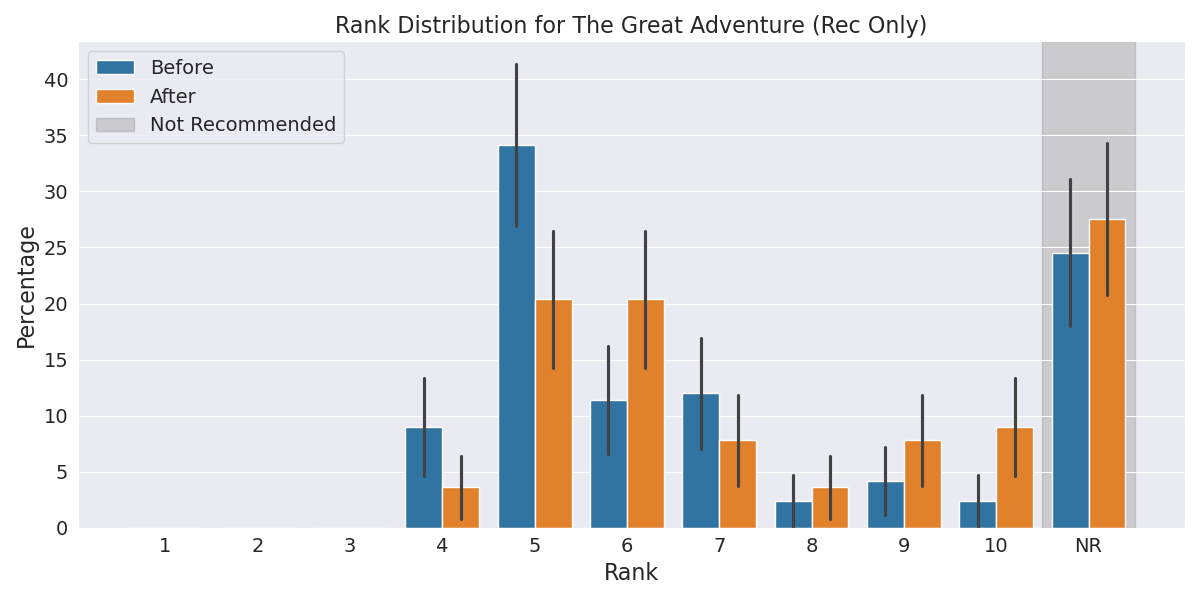 Rank Distribution for The Great Adventure (Rec Only)
Before
After
Not Recommended
Percentage
40
35
30
25
20
15
10
5
0
1 2 3 4 5 6 7 8 9 10 NR
Rank